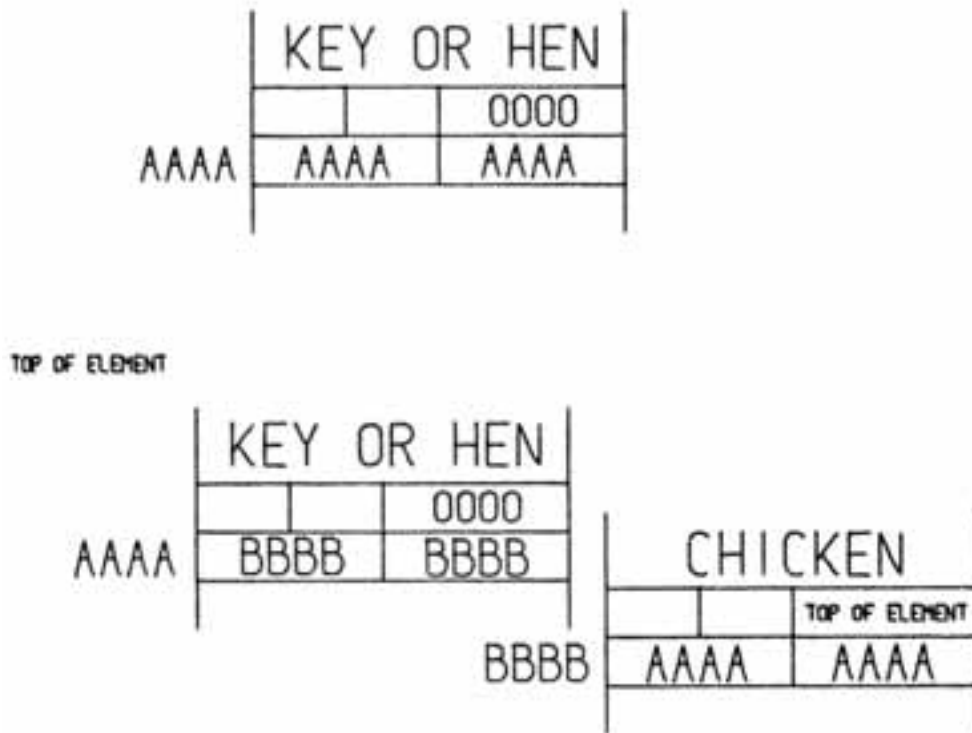 KEY OR HEN
0000
AAAA AAAA AAAA
TOP OF ELEMENT
KEY OR HEN
0000
AAAA BBBB BBBB
CHICKEN
TOP OF ELEMENT
BBBB AAAA AAAA